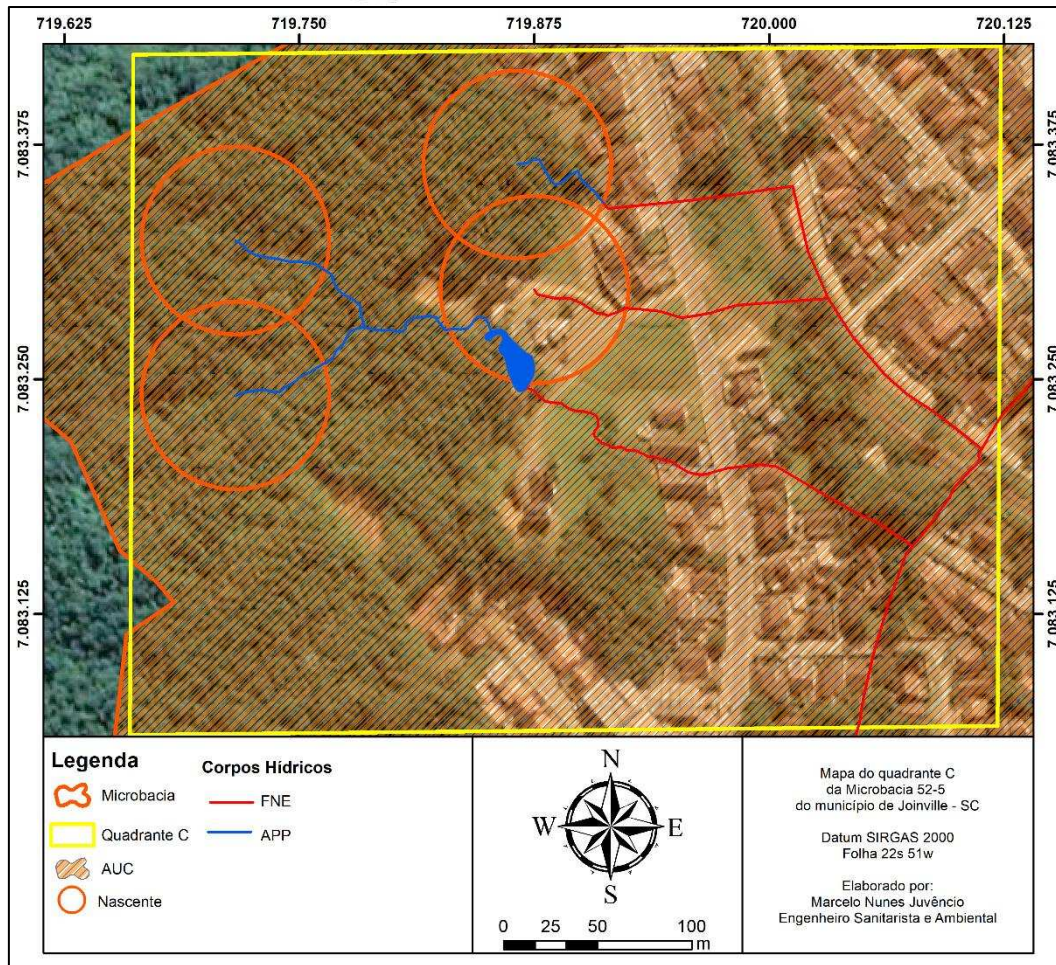 719.625 719.750 719.875 720.000 720.125
7.083.375 7.083.375
7.083.250 7.083.250
7.083.125 7.083.125
Legenda
Microbacia
Quadrante C
AUC
Nascente
Corpos Hídricos
FNE
APP
N
W E
S
0 25 50 100
m
Mapa do quadrante C
da Microbacia 52-5
do município de Joinville - SC
Datum SIRGAS 2000
Folha 22s 51w
Elaborado por:
Marcelo Nunes Juvêncio
Engenheiro Sanitarista e Ambiental